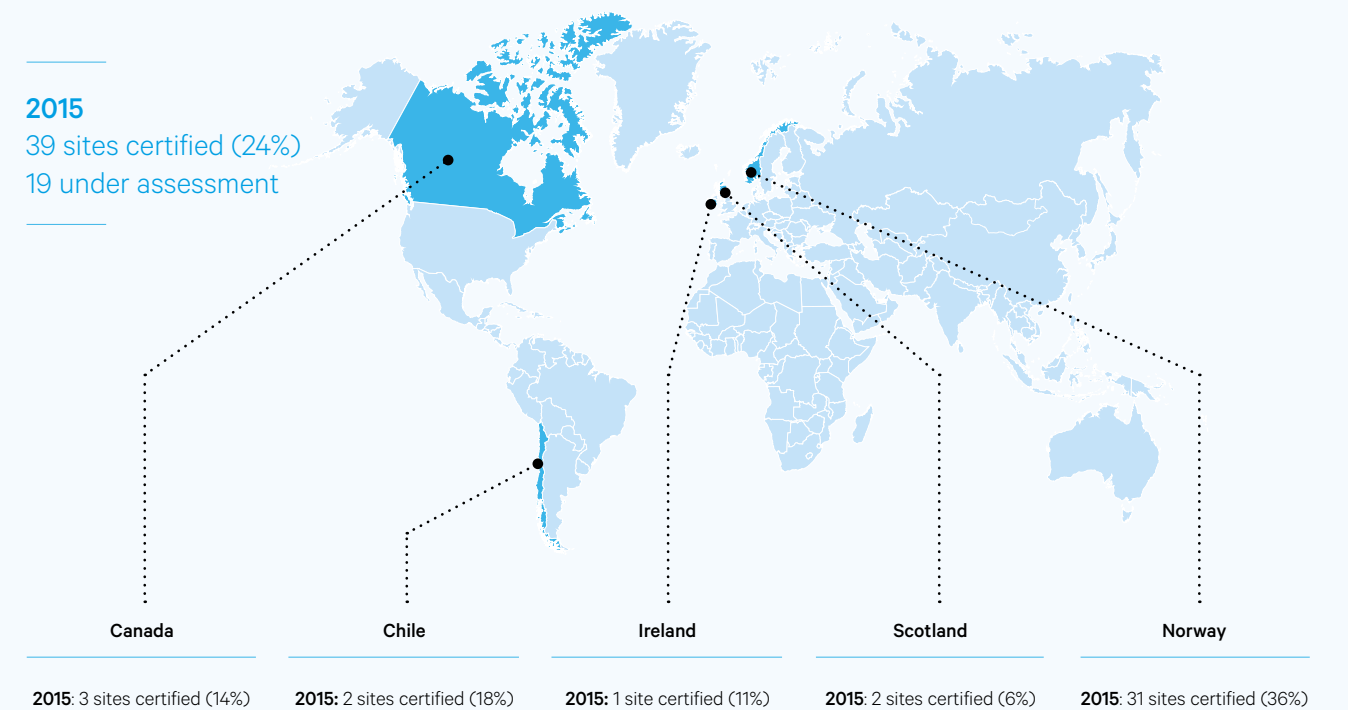 2015
39 sites certified (24%)
19 under assessment
Canada
Chile
Ireland
Scotland
Norway
2015: 3 sites certified (14%)
2015: 2 sites certified (18%)
2015: 1 site certified (11%)
2015: 2 sites certified (6%)
2015: 31 sites certified (36%)